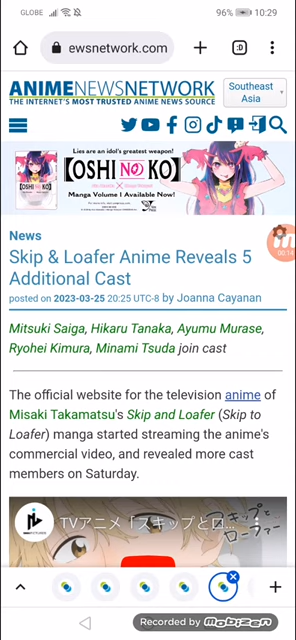 GLOBE
96%
10:29
ewsnetwork.com
:D
ANIMENEWSNETWORK
THE INTERNET'S MOST TRUSTED ANIME NEWS SOURCE
Southeast
Asia
Lies are an idol's greatest weapon!
[OSHI NO KO]
[OSHI NO KO]
Manga Volume 1 Available Now!
News
00:14
Skip & Loafer Anime Reveals 5
Additional Cast
posted on 2023-03-25 20:25 UTC-8 by Joanna Cayanan
Mitsuki Saiga, Hikaru Tanaka, Ayumu Murase,
Ryohei Kimura, Minami Tsuda join cast
The official website for the television anime of
Misaki Takamatsu's Skip and Loafer (Skip to
Loafer) manga started streaming the anime's
commercial video, and revealed more cast
members on Saturday.
TVアニメ「スキップとロ...
スキップと
ローファー
Recorded by mobizen